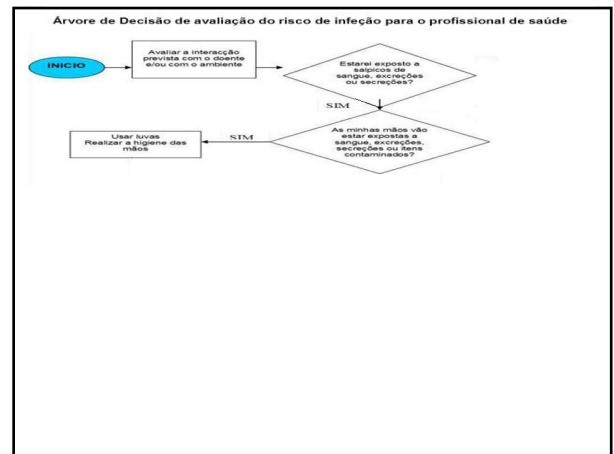 Árvore de Decisão de avaliação do risco de infeção para o profissional de saúde
INICIO
Avaliar a interacção
prevista com o doente
e/ou com o ambiente
Estarei exposto a
salpicos de
sangue, excreções
ou secreções?
SIM
As minhas mãos vão
estar expostas a
sangue, excreções,
secreções ou itens
contaminados?
SIM
Usar luvas
Realizar a higiene das
mãos